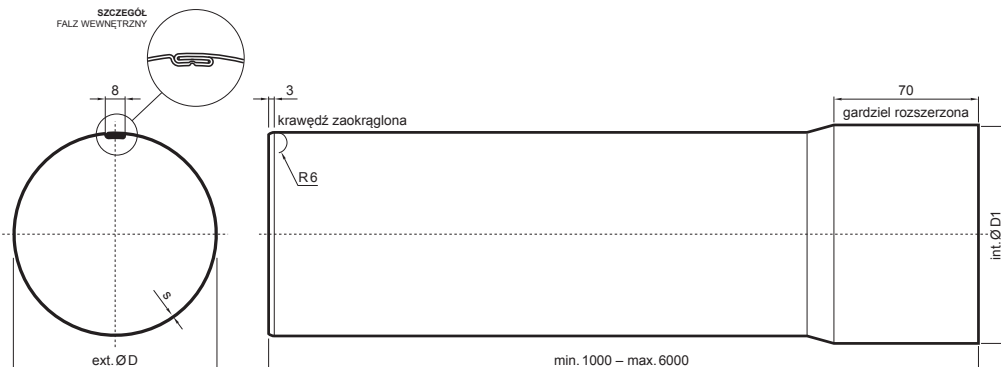 SZCZEGÓŁ
FALZ WEWNĘTRZNY
8
3
70
krawędź zaokrąglona
gardziel rozszerzona
R6
int. Ø D1
s
ext. Ø D
min. 1000 – max. 6000